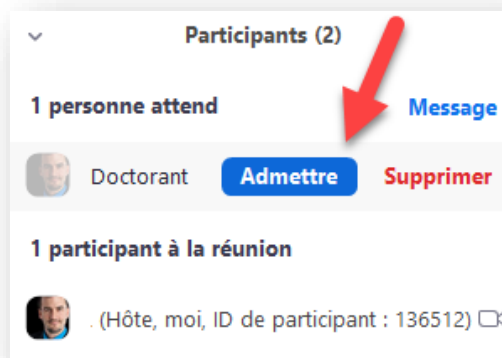 Participants (2)
1 personne attend Message
Doctorant Admettre Supprimer
1 participant à la réunion
. (Hôte, moi, ID de participant : 136512)